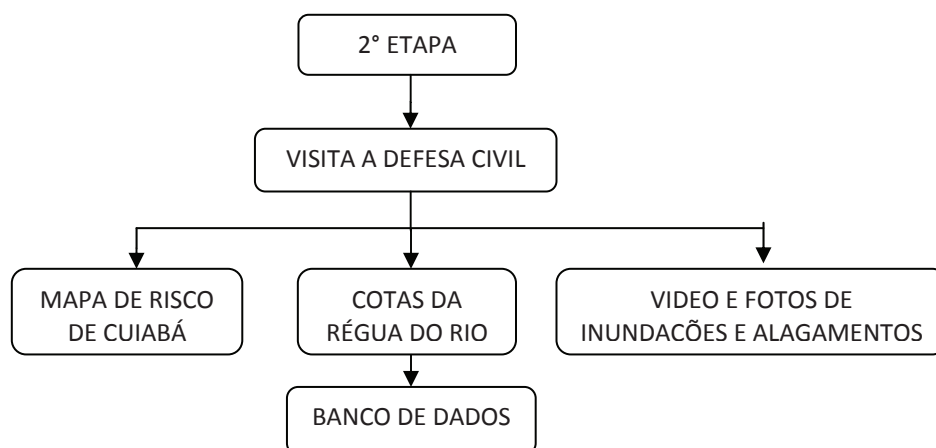 2° ETAPA
VISITA A DEFESA CIVIL
MAPA DE RISCO
DE CUIABÁ
COTAS DA
RÉGUA DO RIO
VIDEO E FOTOS DE
INUNDACÕES E ALAGAMENTOS
BANCO DE DADOS